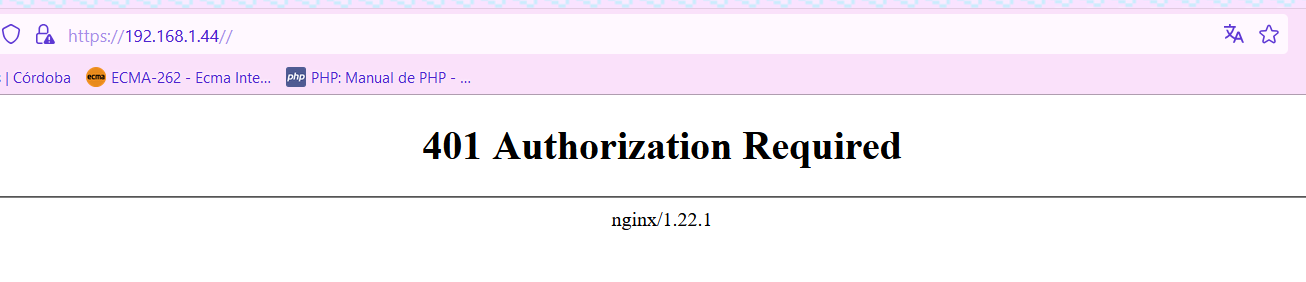 https://192.168.1.44//
| Córdoba ecma ECMA-262 - Ecma Inte... php PHP: Manual de PHP - ...
401 Authorization Required
nginx/1.22.1